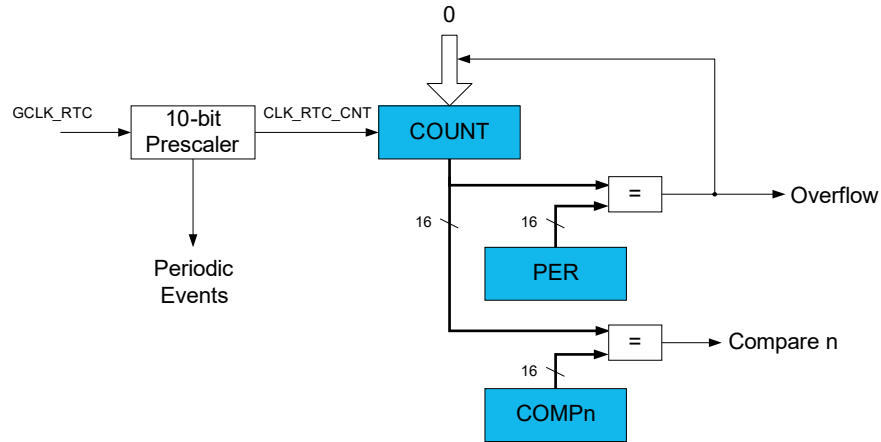 0
GCLK_RTC
10-bit
Prescaler
CLK_RTC_CNT
COUNT
=
Overflow
16
16
PER
Periodic
Events
=
Compare n
16
COMPn